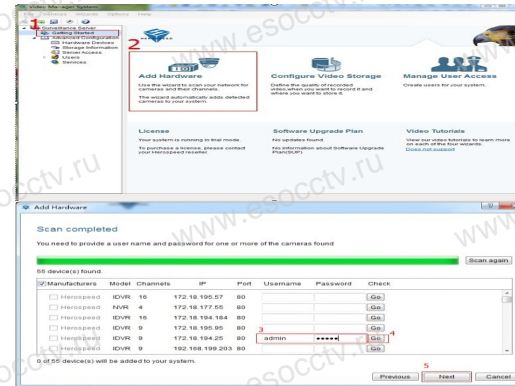 Video Manager System
Options Help
1
Surveillance Server
Getting Started
Advanced Configuration
Hardware Devices
Storage Information
Server Access
Users
Services
2
Add Hardware
Use the wizard to scan your network for
cameras and their channels.
The wizard automatically adds detected
cameras to your system.
Configure Video Storage
Define the quality of recorded
video,when you want to record it and
where you want to store it.
Manage User Access
Create users for your system.
License
Your system is running in trial mode.
To purchase a license, please contact
your Herospeed reseller.
Software Upgrade Plan
No updates found.
No information about Software Upgrade
Plan(SUP)
Video Tutorials
View our video tutorials to learn more
on each of the four wizards.
Does not support
www.esocctv.ru
Add Hardware
Scan completed
You need to provide a user name and password for one or more of the cameras found
Scan again
55 device(s) found.
Manufacturers Model Channels IP Port Username Password Check
Herospeed IDVR 16 172.18.195.57 80 Go
Herospeed NVR 4 172.18.177.55 80 Go
Herospeed IDVR 16 172.18.194.184 80 Go
Herospeed IDVR 9 172.18.195.95 80 Go
Herospeed IDVR 9 172.18.194.25 80 3 admin ••••• Go 4
Herospeed IDVR 9 192.168.199.203 80 Go
0 of 55 device(s) will be added to your system.
5
Previous Next Cancel